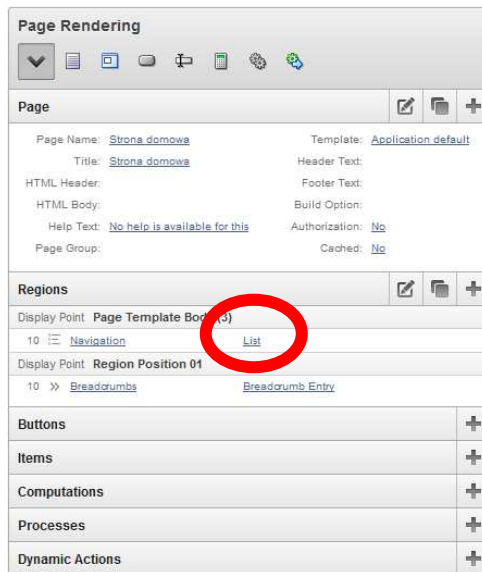 Page Rendering
Page
Page Name: Strona domowa Template: Application default
Title: Strona domowa Header Text:
HTML Header: Footer Text:
HTML Body: Build Option:
Help Text: No help is available for this Authorization: No
Page Group: Cached: No
Regions
Display Point Page Template Body (3)
10 Navigation List
Display Point Region Position 01
10 Breadcrumbs Breadcrumb Entry
Buttons
Items
Computations
Processes
Dynamic Actions